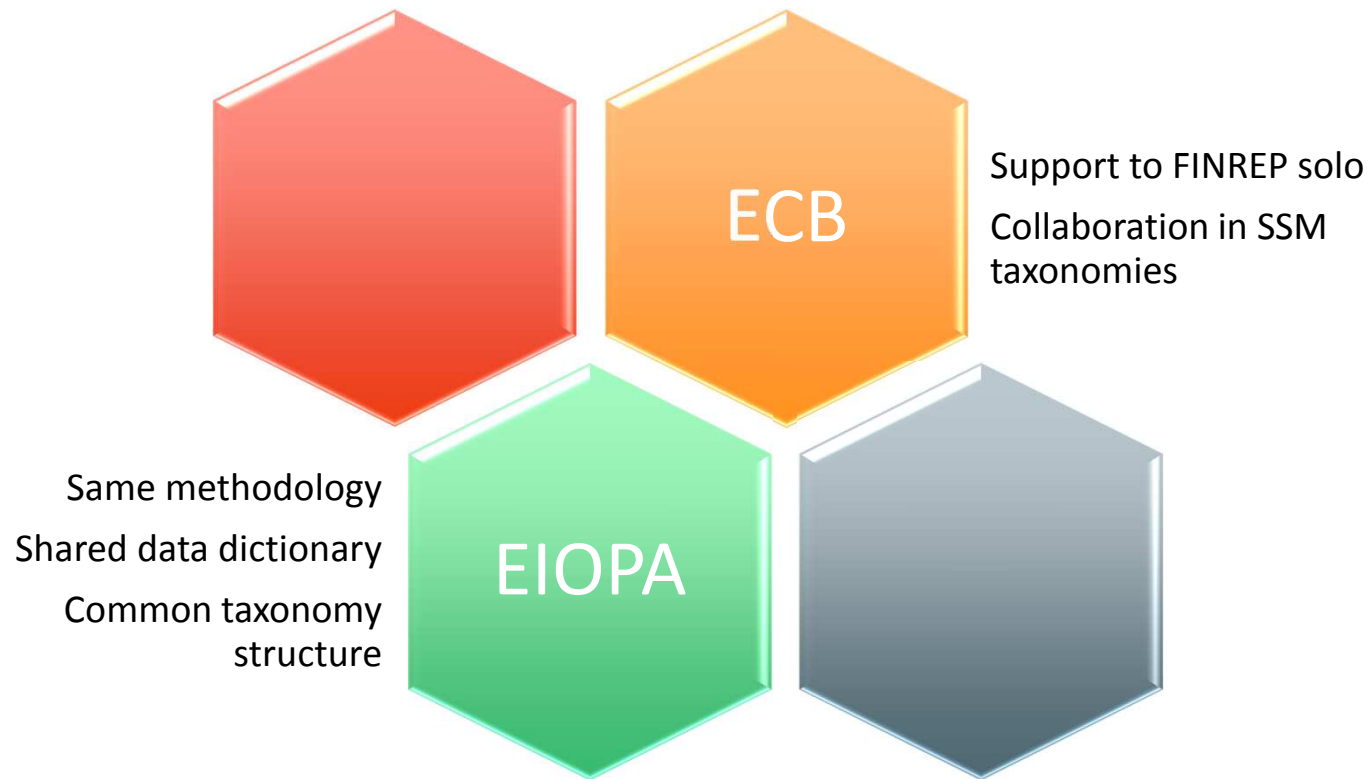 ECB
Support to FINREP solo
Collaboration in SSM
taxonomies
Same methodology
Shared data dictionary
Common taxonomy
structure
EIOPA